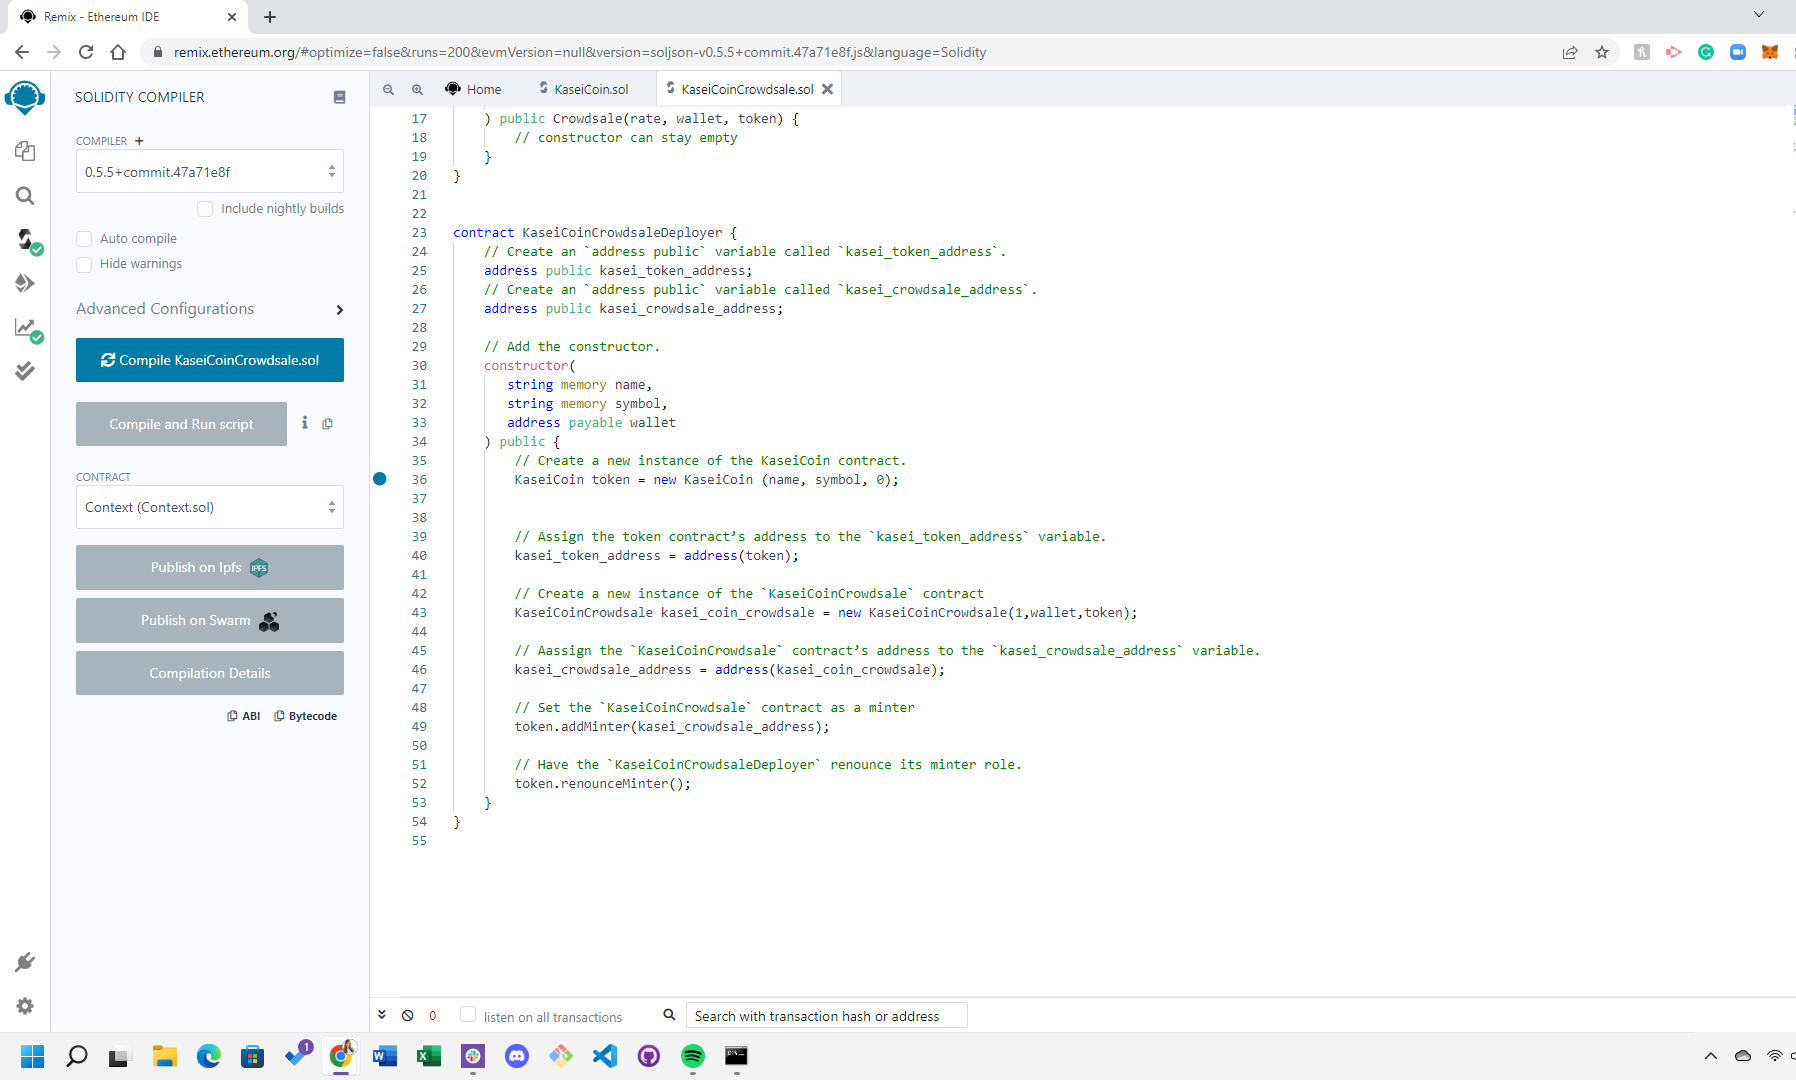 Remix - Ethereum IDE
remix.ethereum.org/#optimize=false&runs=200&evmVersion=null&version=soljson-v0.5.5+commit.47a71e8f.js&language=Solidity
SOLIDITY COMPILER
COMPILER +
0.5.5+commit.47a71e8f
Include nightly builds
Auto compile
Hide warnings
Advanced Configurations
Compile KaseiCoinCrowdsale.sol
Compile and Run script
CONTRACT
Context (Context.sol)
Publish on Ipfs IPFS
Publish on Swarm
Compilation Details
ABI Bytecode
Home KaseiCoin.sol KaseiCoinCrowdsale.sol
17 ) public Crowdsale(rate, wallet, token) {
18 // constructor can stay empty
19 }
20 }
21
22
23 contract KaseiCoinCrowdsaleDeployer {
24 // Create an `address public` variable called `kasei_token_address`.
25 address public kasei_token_address;
26 // Create an `address public` variable called `kasei_crowdsale_address`.
27 address public kasei_crowdsale_address;
28
29 // Add the constructor.
30 constructor(
31 string memory name,
32 string memory symbol,
33 address payable wallet
34 ) public {
35 // Create a new instance of the KaseiCoin contract.
36 KaseiCoin token = new KaseiCoin (name, symbol, 0);
37
38
39 // Assign the token contract’s address to the `kasei_token_address` variable.
40 kasei_token_address = address(token);
41
42 // Create a new instance of the `KaseiCoinCrowdsale` contract
43 KaseiCoinCrowdsale kasei_coin_crowdsale = new KaseiCoinCrowdsale(1,wallet,token);
44
45 // Aassign the `KaseiCoinCrowdsale` contract’s address to the `kasei_crowdsale_address` variable.
46 kasei_crowdsale_address = address(kasei_coin_crowdsale);
47
48 // Set the `KaseiCoinCrowdsale` contract as a minter
49 token.addMinter(kasei_crowdsale_address);
50
51 // Have the `KaseiCoinCrowdsaleDeployer` renounce its minter role.
52 token.renounceMinter();
53 }
54 }
55
0 listen on all transactions Search with transaction hash or address
1